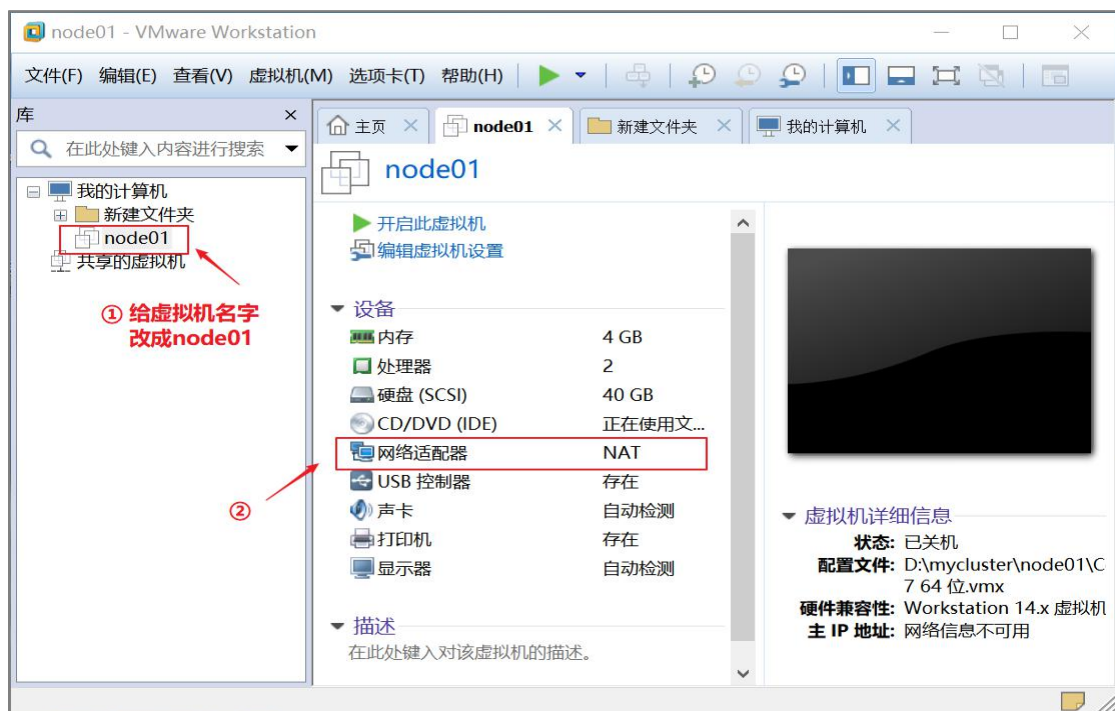 node01 - VMware Workstation
文件(F) 编辑(E) 查看(V) 虚拟机(M) 选项卡(T) 帮助(H)
库
在此处键入内容进行搜索
我的计算机
新建文件夹
node01
共享的虚拟机
① 给虚拟机名字
改成node01
②
主页 node01 新建文件夹 我的计算机
node01
开启此虚拟机
编辑虚拟机设置
设备
内存 4 GB
处理器 2
硬盘 (SCSI) 40 GB
CD/DVD (IDE) 正在使用文...
网络适配器 NAT
USB 控制器 存在
声卡 自动检测
打印机 存在
显示器 自动检测
描述
在此处键入对该虚拟机的描述。
虚拟机详细信息
状态: 已关机
配置文件: D:\mycluster\node01\C
7 64 位.vmx
硬件兼容性: Workstation 14.x 虚拟机
主 IP 地址: 网络信息不可用